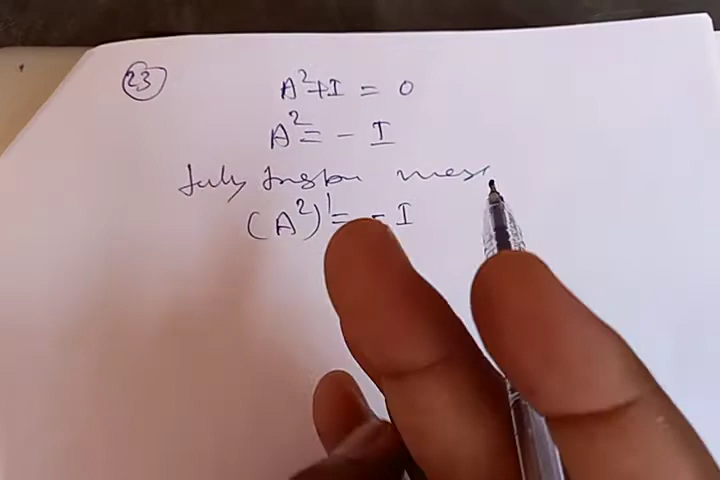 23
A²+I = 0
A² = - I
(A²)' = - I